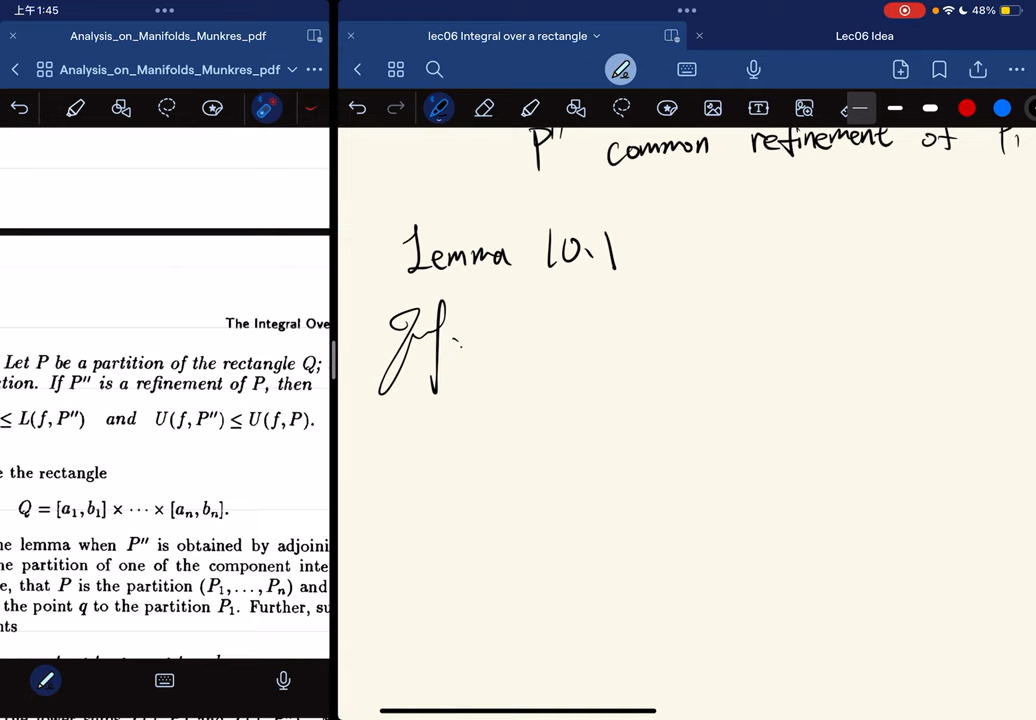 上午1:45
48%
Analysis_on_Manifolds_Munkres_pdf
lec06 Integral over a rectangle
Lec06 Idea
Analysis_on_Manifolds_Munkres_pdf
The Integral Ove
Let P be a partition of the rectangle Q;
ction. If P″ is a refinement of P, then
≤ L(f, P″) and U(f, P″) ≤ U(f, P).
e the rectangle
Q = [a₁, b₁] × ⋯ × [aₙ, bₙ].
he lemma when P″ is obtained by adjoini
he partition of one of the component inte
e, that P is the partition (P₁, . . . , Pₙ) and
the point q to the partition P₁. Further, su
nts
P″ common refinement of P₁
Lemma 10.1